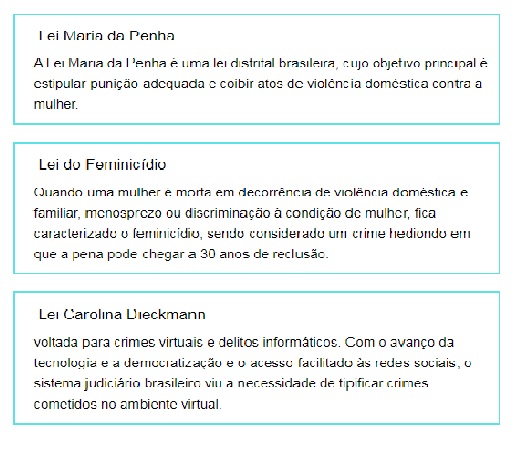 Lei Maria da Penha
A Lei Maria da Penha é uma lei distrital brasileira, cujo objetivo principal é
estipular punição adequada e coibir atos de violência doméstica contra a
mulher.
Lei do Feminicídio
Quando uma mulher é morta em decorrência de violência doméstica e
familiar, menosprezo ou discriminação à condição de mulher, fica
caracterizado o feminicídio, sendo considerado um crime hediondo em
que a pena pode chegar a 30 anos de reclusão.
Lei Carolina Dieckmann
voltada para crimes virtuais e delitos informáticos. Com o avanço da
tecnologia e a democratização e o acesso facilitado às redes sociais, o
sistema judiciário brasileiro viu a necessidade de tipificar crimes
cometidos no ambiente virtual.